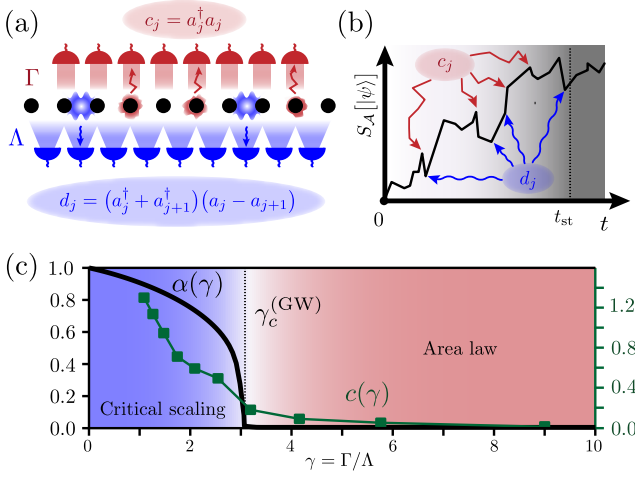 (a)
c_j = a_j^† a_j
Γ
Λ
d_j = (a_j^† + a_{j+1}^†)(a_j − a_{j+1})
(b)
S_A[|ψ⟩]
c_j
d_j
0
t_st
t
(c)
1.0
0.8
0.6
0.4
0.2
0.0
α(γ)
γ_c^(GW)
Area law
c(γ)
Critical scaling
1.2
0.8
0.4
0.0
0
2
4
6
8
10
γ = Γ/Λ